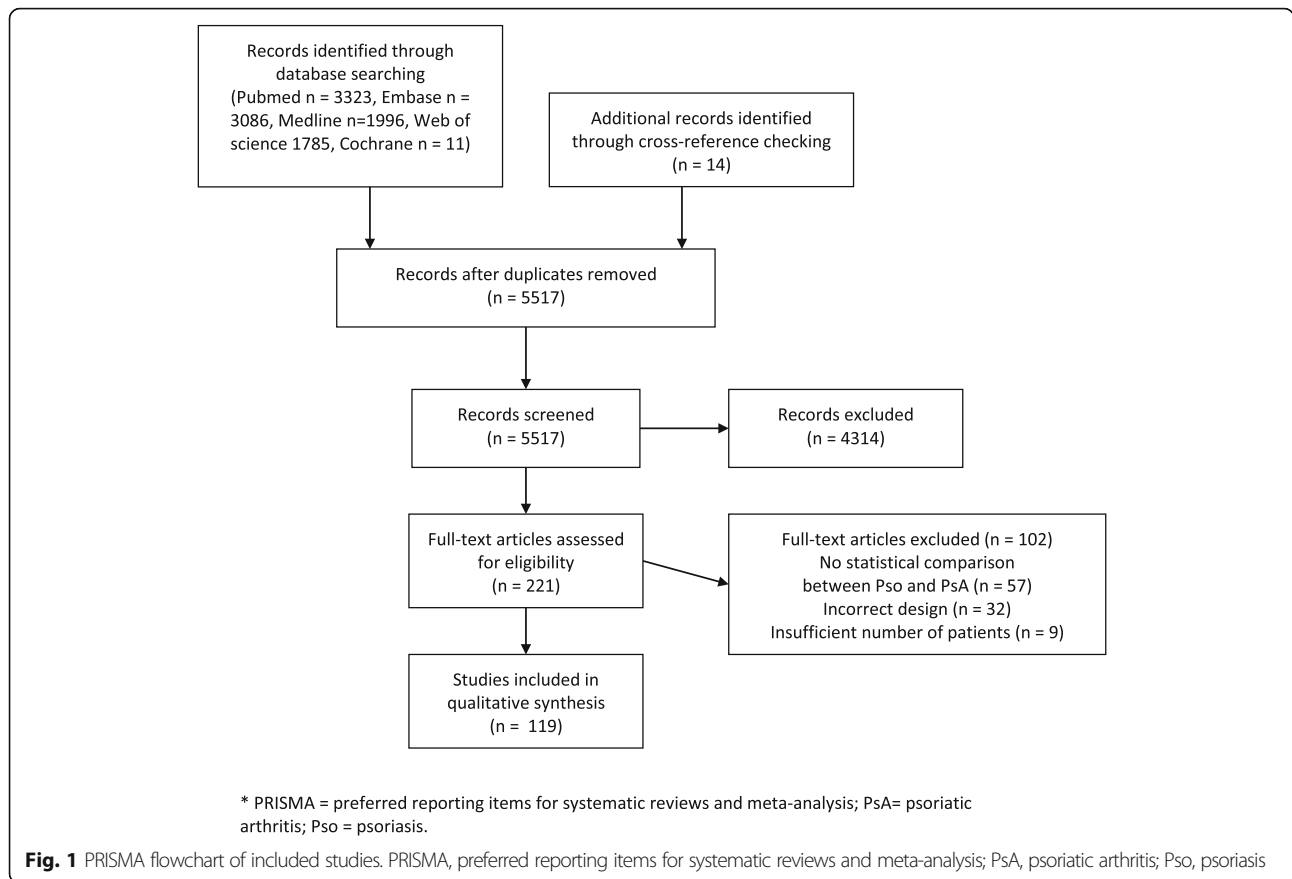 Records identified through
database searching
(Pubmed n = 3323, Embase n =
3086, Medline n=1996, Web of
science 1785, Cochrane n = 11)
Additional records identified
through cross-reference checking
(n = 14)
Records after duplicates removed
(n = 5517)
Records screened
(n = 5517)
Records excluded
(n = 4314)
Full-text articles assessed
for eligibility
(n = 221)
Full-text articles excluded (n = 102)
No statistical comparison
between Pso and PsA (n = 57)
Incorrect design (n = 32)
Insufficient number of patients (n = 9)
Studies included in
qualitative synthesis
(n = 119)
* PRISMA = preferred reporting items for systematic reviews and meta-analysis; PsA= psoriatic
arthritis; Pso = psoriasis.
Fig. 1 PRISMA flowchart of included studies. PRISMA, preferred reporting items for systematic reviews and meta-analysis; PsA, psoriatic arthritis; Pso, psoriasis